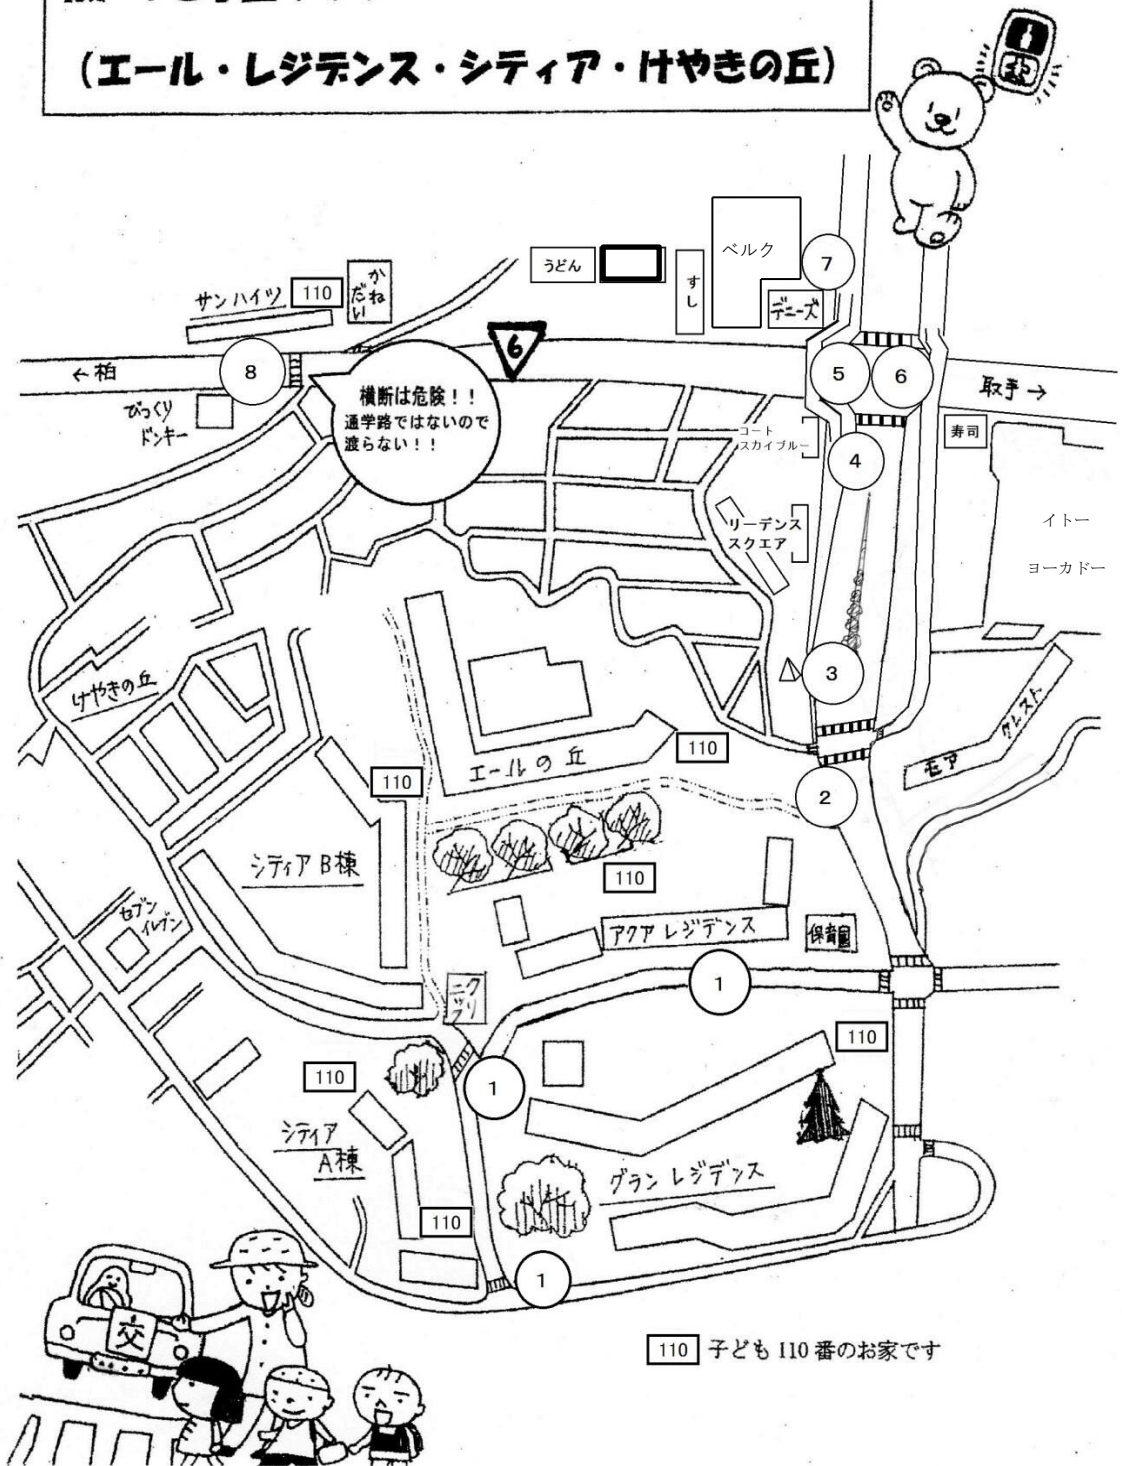 (エール・レジデンス・シティア・けやきの丘)
ベルク
7
うどん
すし
デニーズ
サンハイツ
110
かねだい
6
←柏
8
5
6
取手→
横断は危険!!
通学路ではないので
渡らない!!
びっくり
ドンキー
コート
スカイブルー
寿司
4
リーデンス
スクエア
イトー
ヨーカドー
3
けやきの丘
クレスト
モア
110
エールの丘
110
2
シティア B棟
110
セブン
イレブン
アクア レジデンス
保育園
1
クリニック
110
110
1
シティア
A棟
グラン レジデンス
110
1
交
110 子ども 110 番のお家です